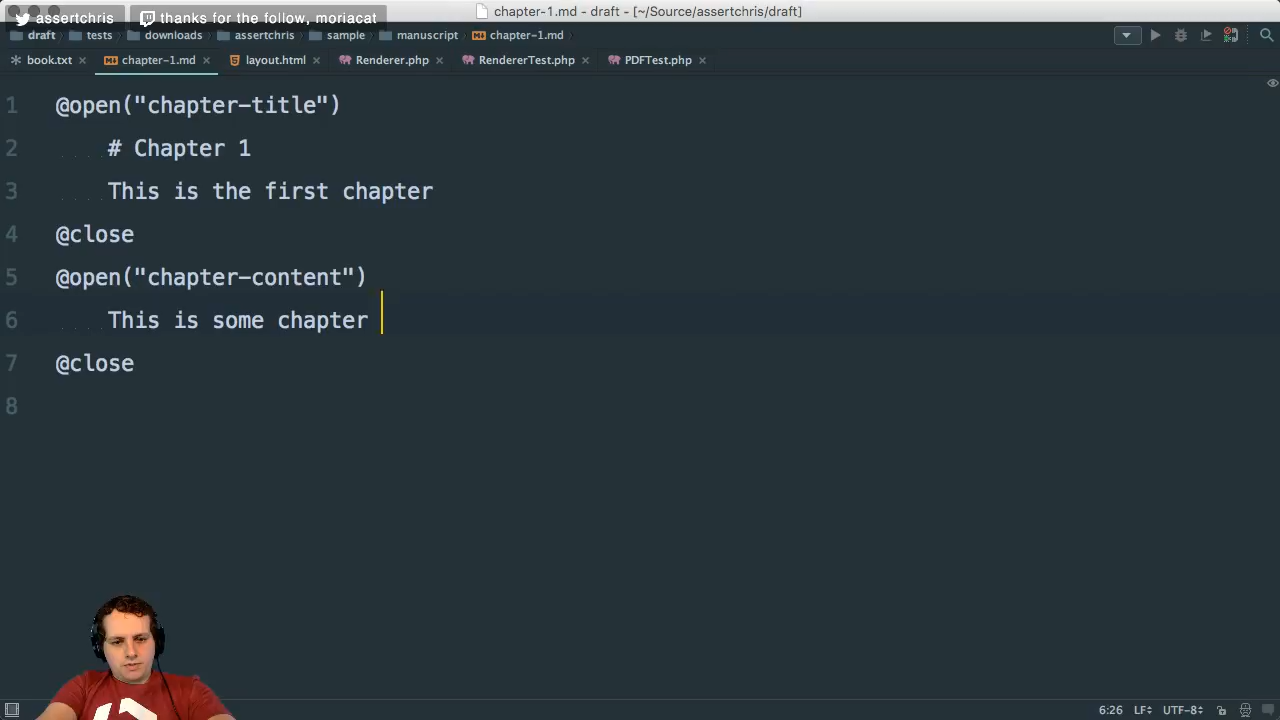 assertchris thanks for the follow, moriacat
chapter-1.md - draft - [~/Source/assertchris/draft]
draft tests downloads assertchris sample manuscript chapter-1.md
book.txt chapter-1.md layout.html Renderer.php RendererTest.php PDFTest.php
1 @open("chapter-title")
2 # Chapter 1
3 This is the first chapter
4 @close
5 @open("chapter-content")
6 This is some chapter
7 @close
8
6:26 LF UTF-8